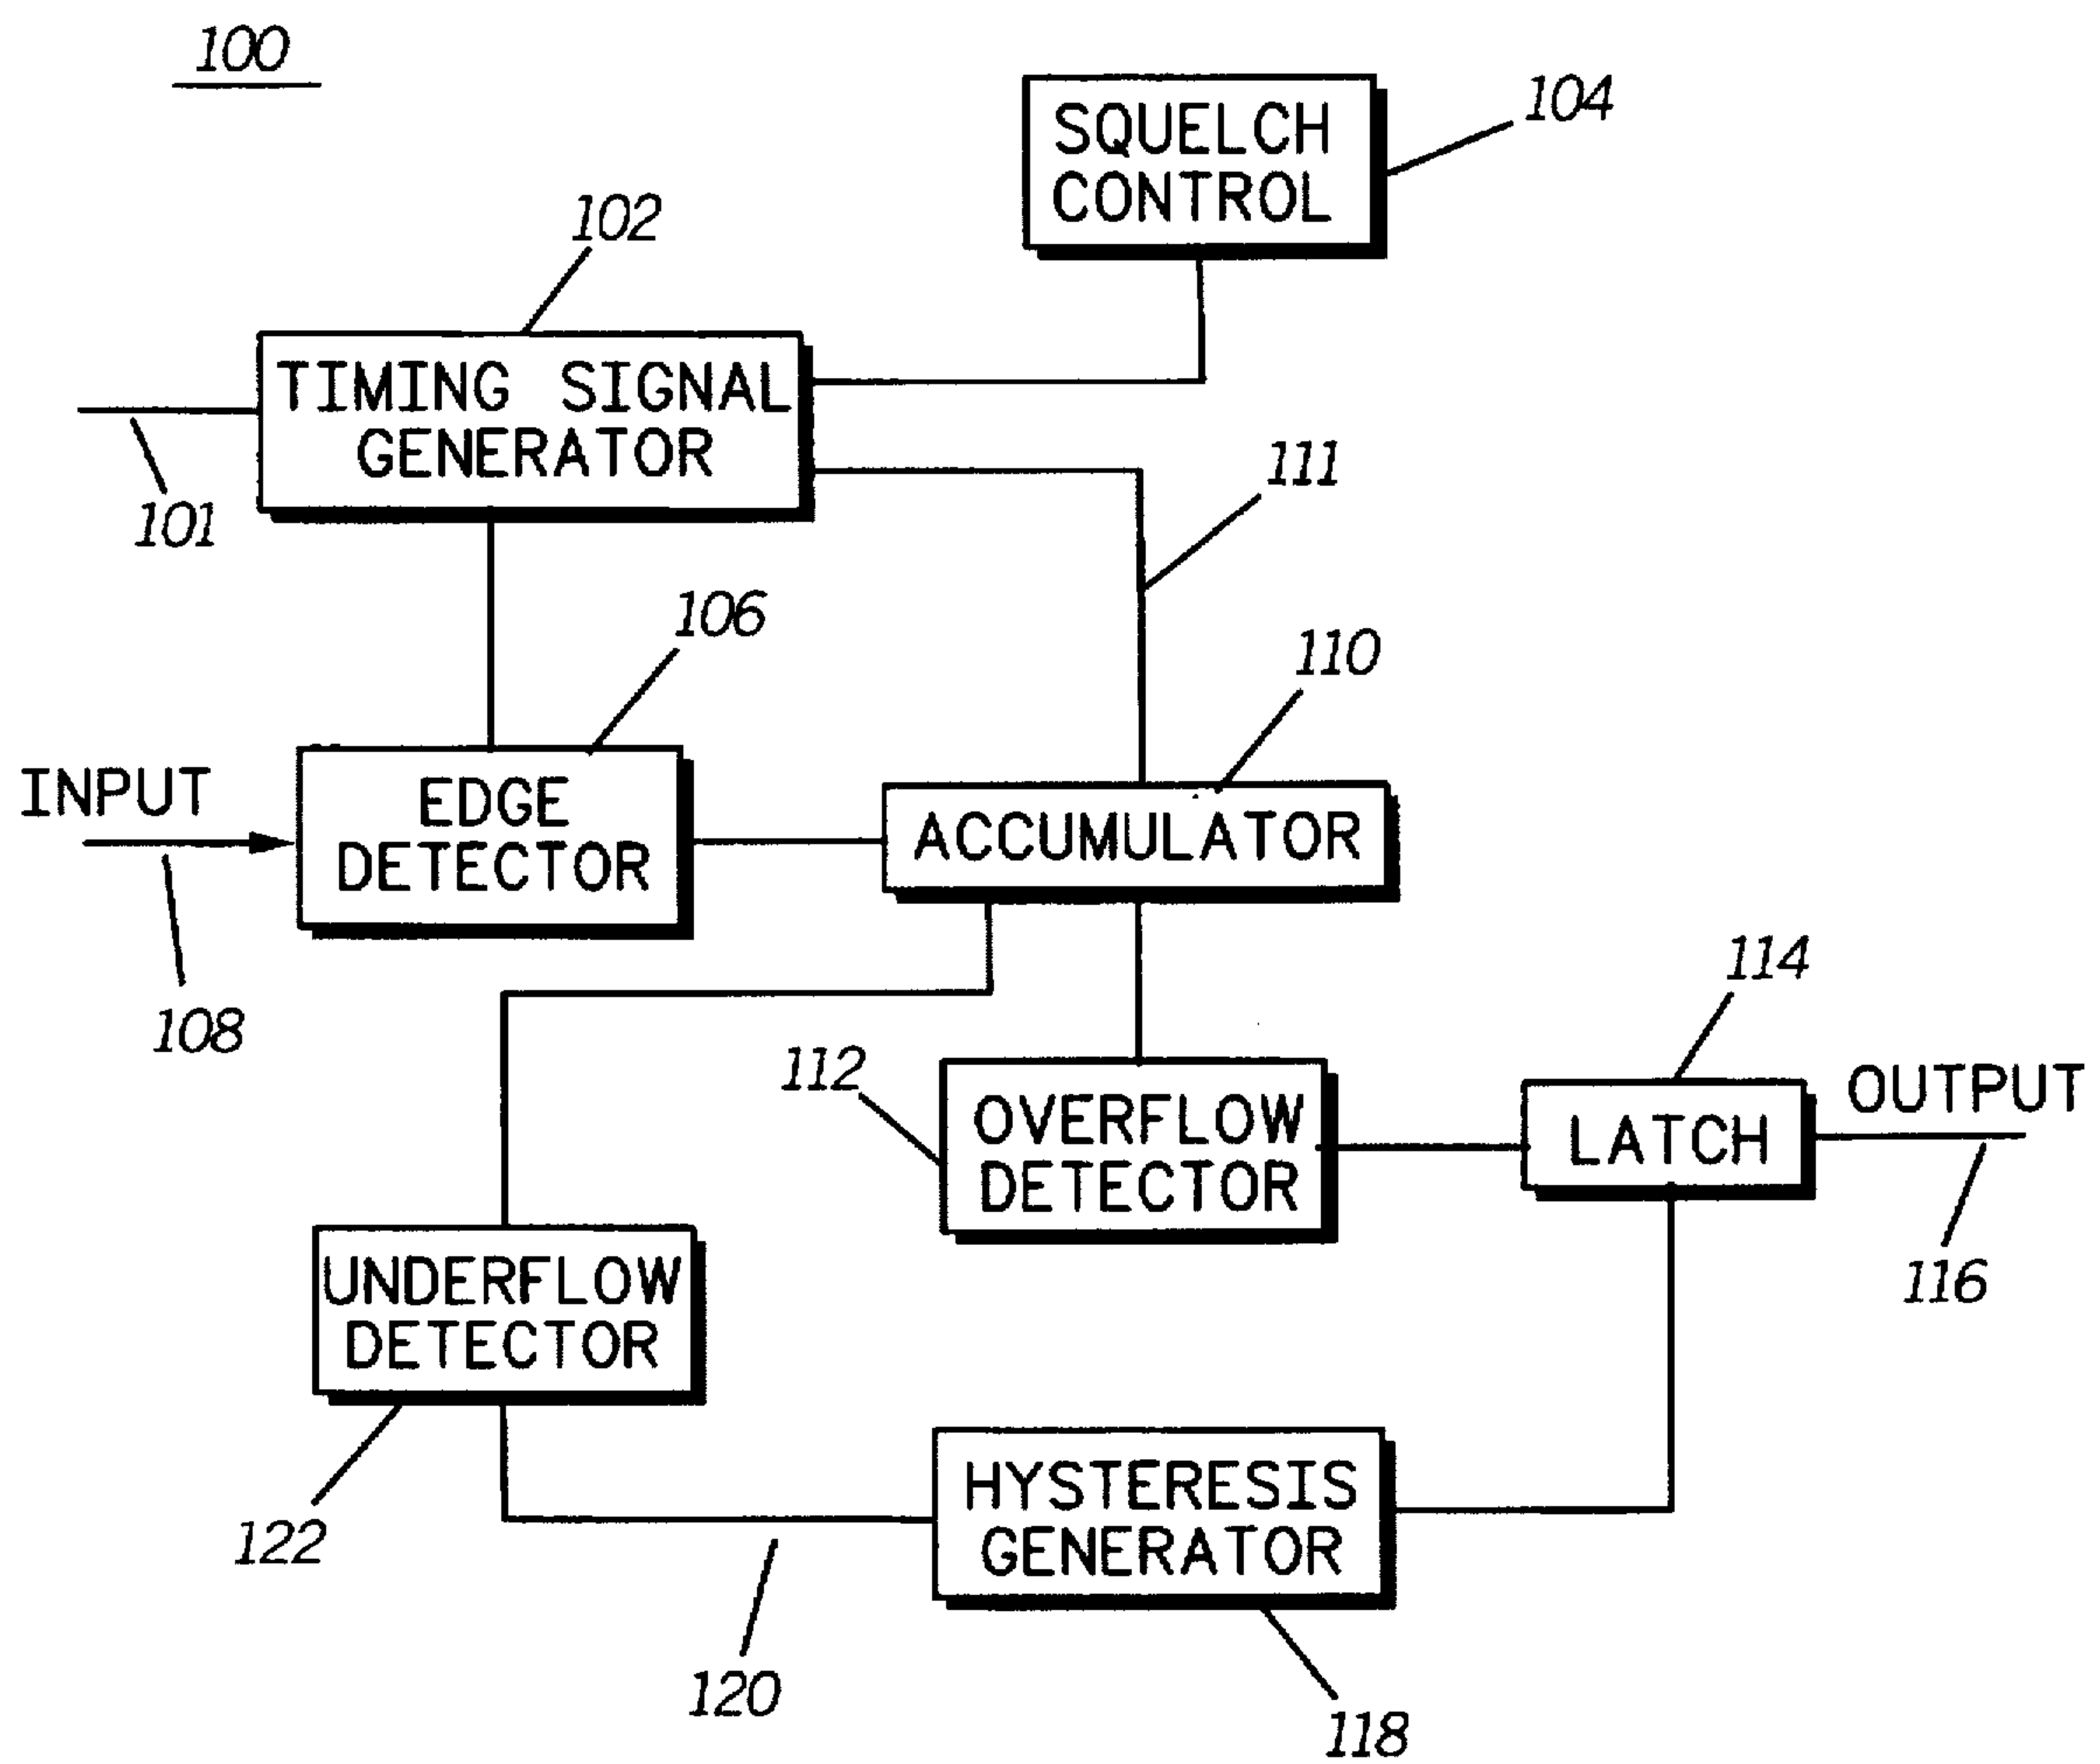 100
SQUELCH
CONTROL
104
102
TIMING SIGNAL
GENERATOR
101
111
106
110
INPUT
EDGE
DETECTOR
ACCUMULATOR
108
114
112
OVERFLOW
DETECTOR
LATCH
OUTPUT
116
UNDERFLOW
DETECTOR
122
HYSTERESIS
GENERATOR
120
118